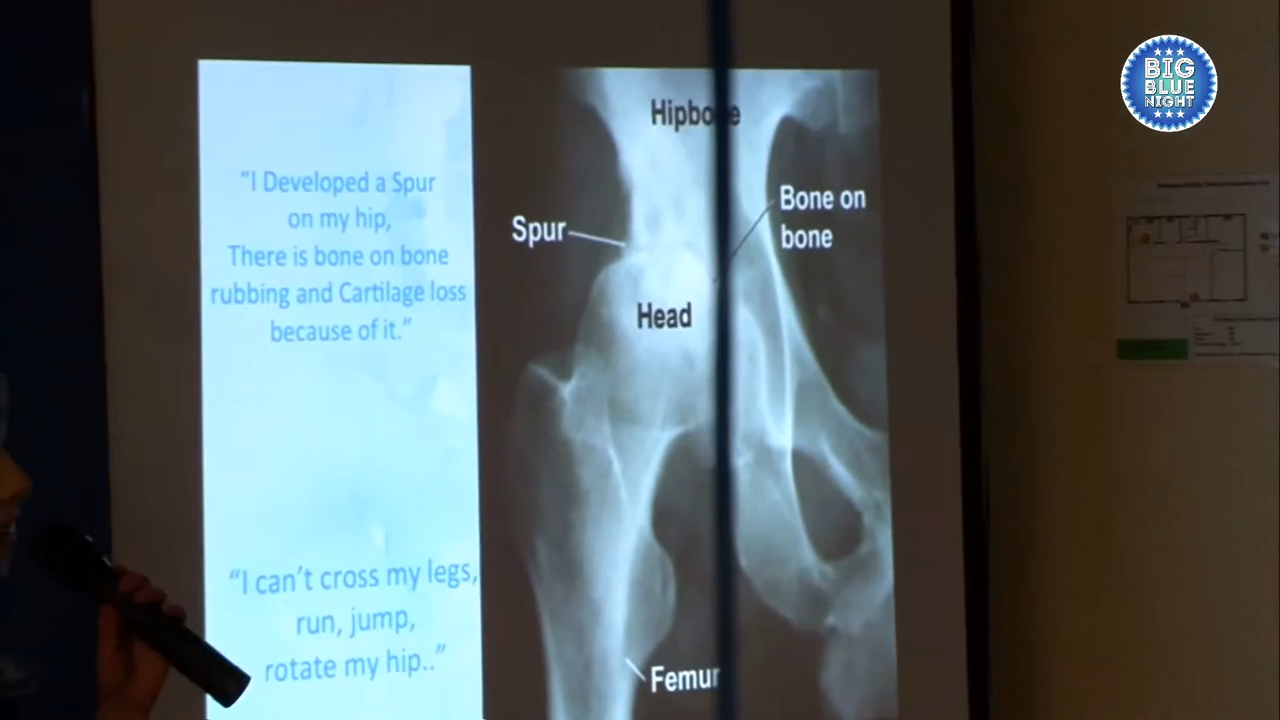 BIG
BLUE
NIGHT
"I Developed a Spur
on my hip,
There is bone on bone
rubbing and Cartilage loss
because of it."
"I can't cross my legs,
run, jump,
rotate my hip.."
Hipbone
Spur
Bone on
bone
Head
Femur